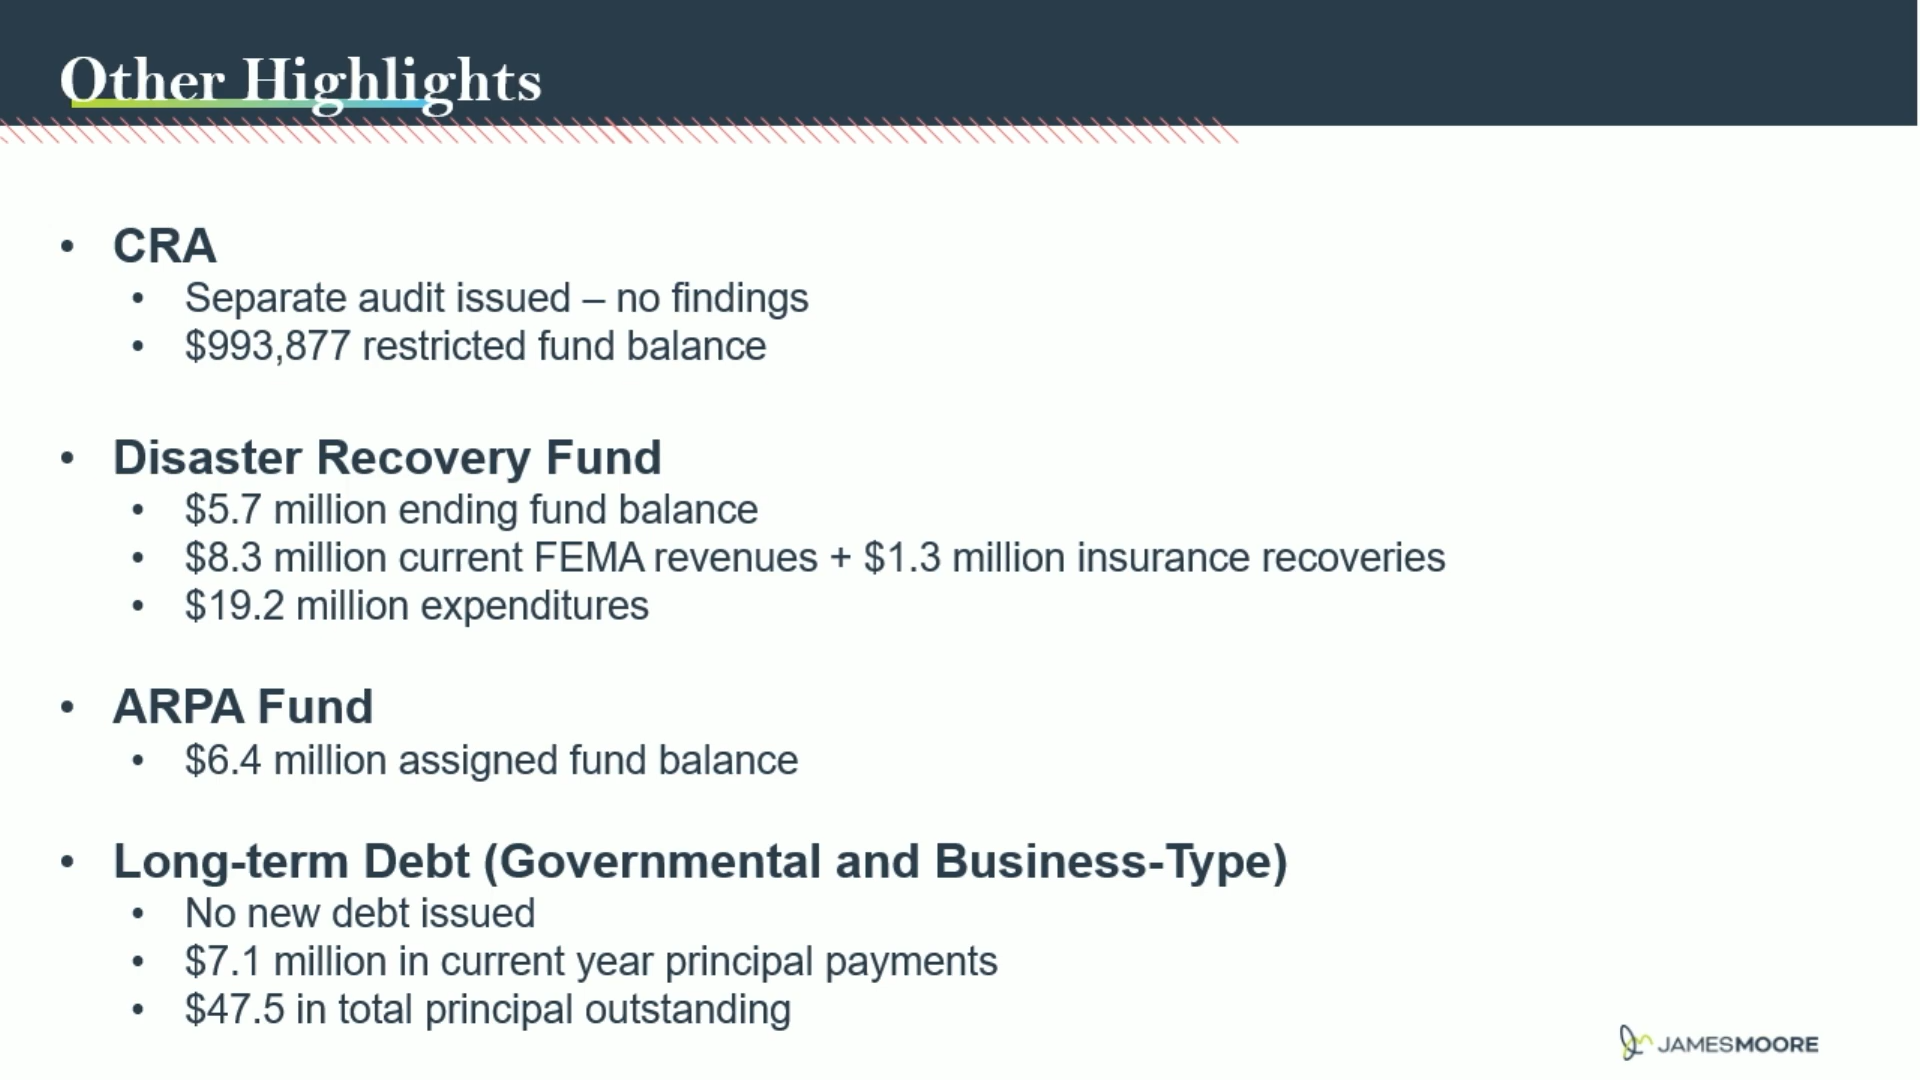 Other Highlights
• CRA
• Separate audit issued – no findings
• $993,877 restricted fund balance
• Disaster Recovery Fund
• $5.7 million ending fund balance
• $8.3 million current FEMA revenues + $1.3 million insurance recoveries
• $19.2 million expenditures
• ARPA Fund
• $6.4 million assigned fund balance
• Long-term Debt (Governmental and Business-Type)
• No new debt issued
• $7.1 million in current year principal payments
• $47.5 in total principal outstanding
JAMESMOORE